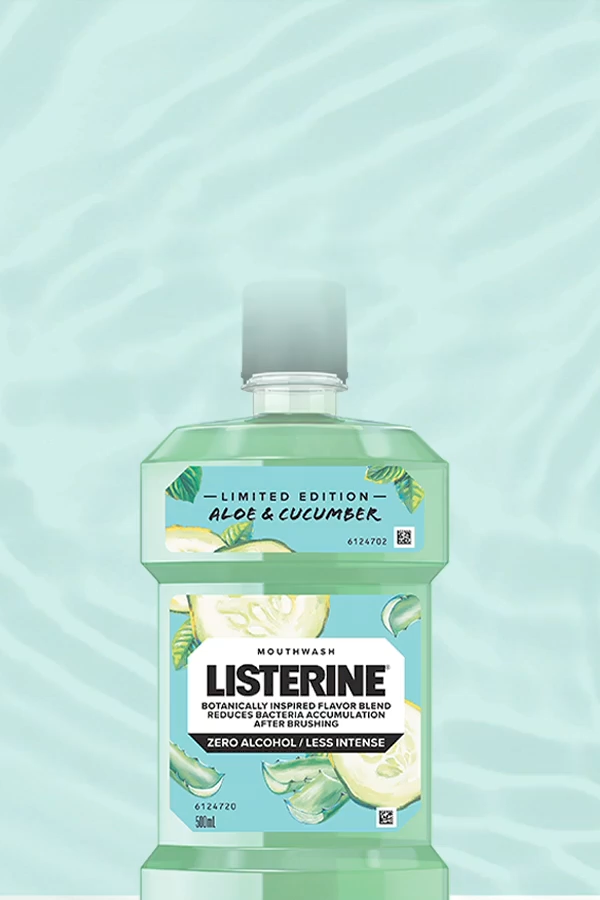 —LIMITED EDITION—
ALOE & CUCUMBER
6124702
MOUTHWASH
LISTERINE®
BOTANICALLY INSPIRED FLAVOR BLEND
REDUCES BACTERIA ACCUMULATION
AFTER BRUSHING
ZERO ALCOHOL / LESS INTENSE
6124720
500mL